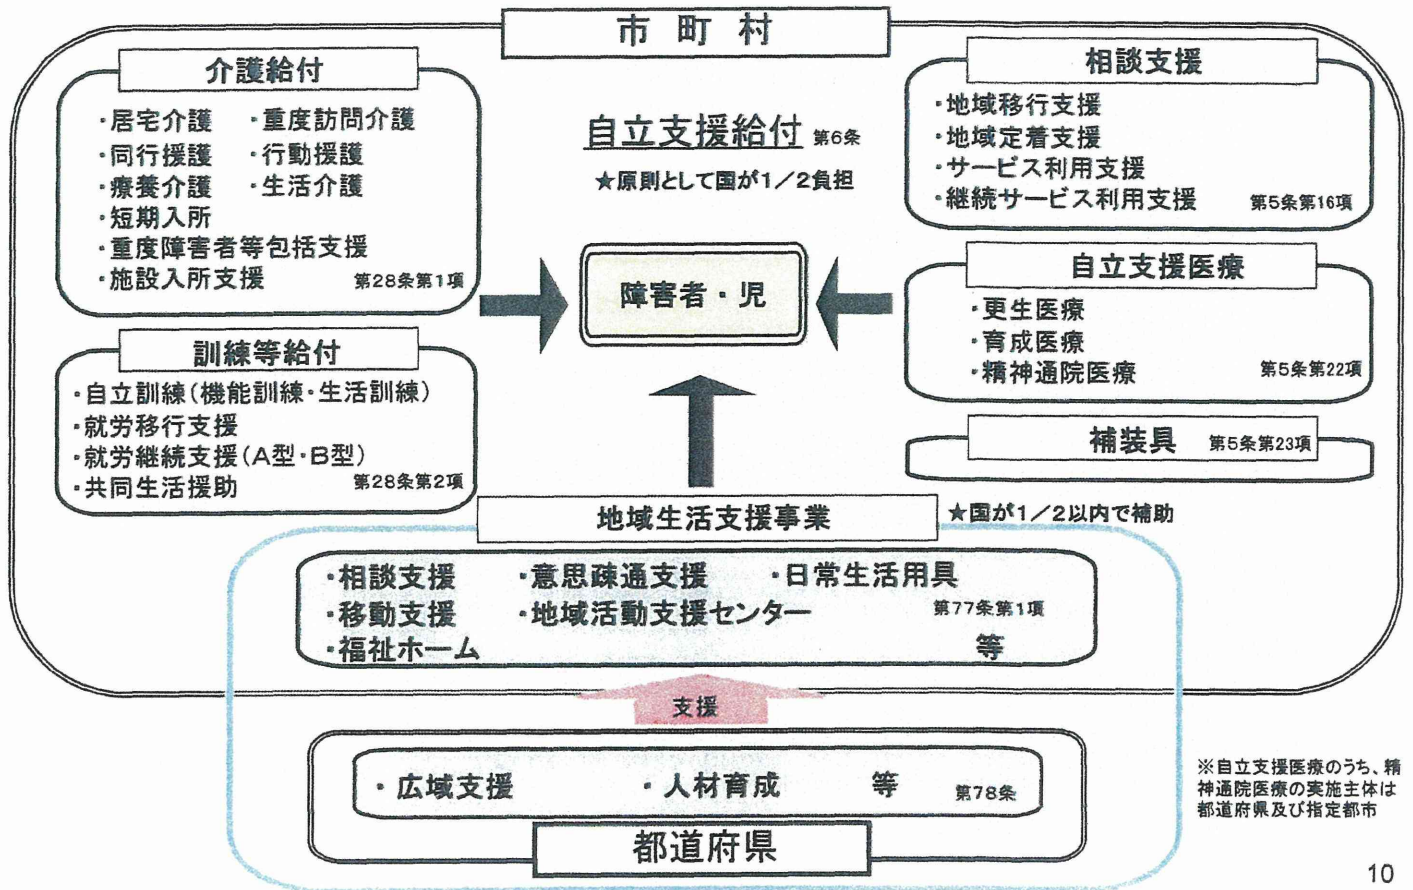 市町村
介護給付
・居宅介護　・重度訪問介護
・同行援護　・行動援護
・療養介護　・生活介護
・短期入所
・重度障害者等包括支援
・施設入所支援　第28条第1項
訓練等給付
・自立訓練(機能訓練・生活訓練)
・就労移行支援
・就労継続支援(A型・B型)
・共同生活援助　第28条第2項
自立支援給付 第6条
★原則として国が1/2負担
障害者・児
相談支援
・地域移行支援
・地域定着支援
・サービス利用支援
・継続サービス利用支援　第5条第16項
自立支援医療
・更生医療
・育成医療
・精神通院医療　第5条第22項
補装具　第5条第23項
地域生活支援事業
★国が1/2以内で補助
・相談支援　・意思疎通支援　・日常生活用具
・移動支援　・地域活動支援センター　第77条第1項
・福祉ホーム　等
支援
・広域支援　・人材育成　等　第78条
都道府県
※自立支援医療のうち、精
神通院医療の実施主体は
都道府県及び指定都市
10